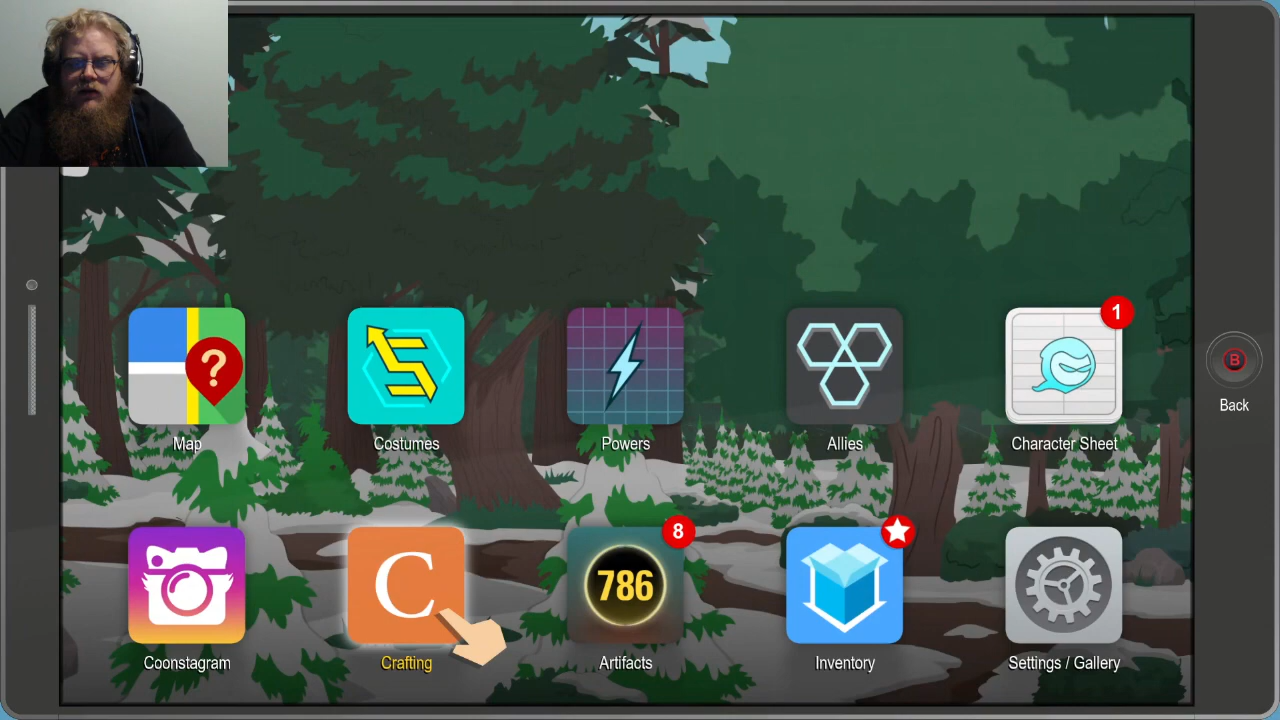 ?
1
Map
Costumes
Powers
Allies
Character Sheet
B
Back
C
8
786
Coonstagram
Crafting
Artifacts
Inventory
Settings / Gallery